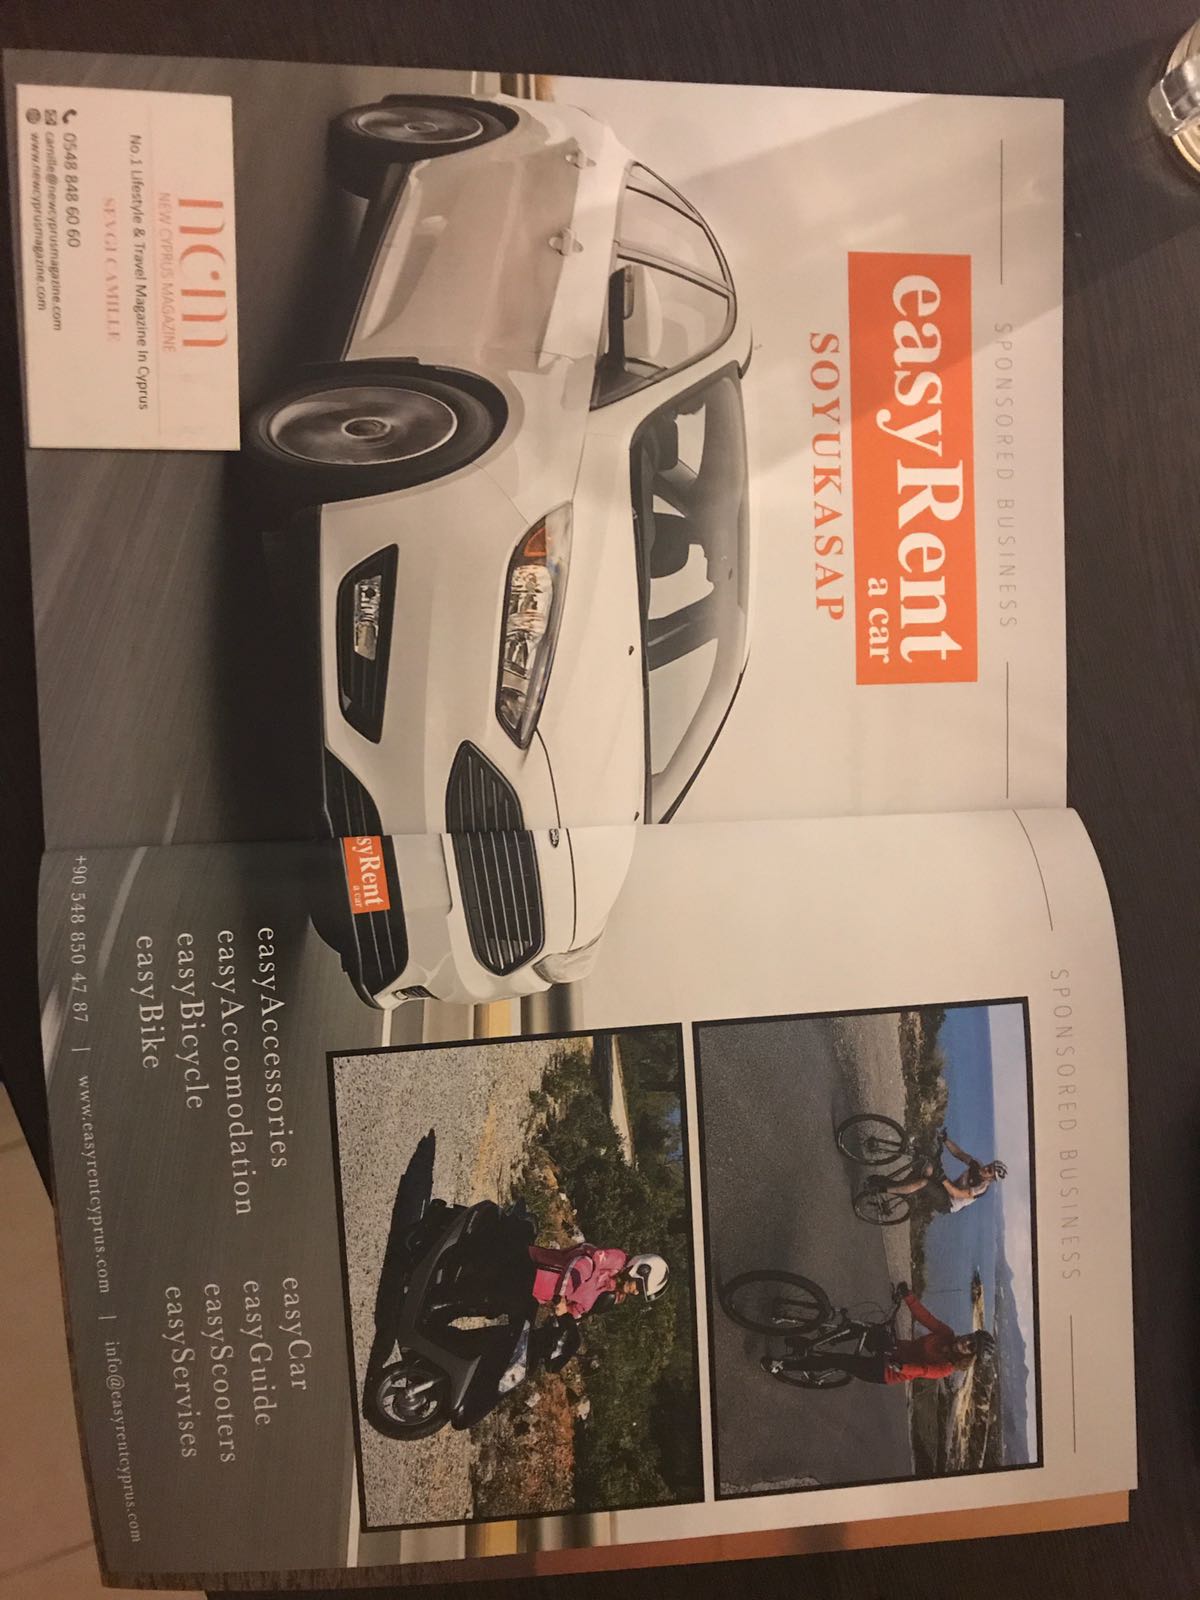 SPONSORED BUSINESS
easyRent
a car
SOYUKASAP
ncm
NEW CYPRUS MAGAZINE
No.1 Lifestyle & Travel Magazine In Cyprus
SEVGI CAMILLE
0548 848 60 60
camille@newcyprusmagazine.com
www.newcyprusmagazine.com
SPONSORED BUSINESS
syRent
a car
easyAccessories
easyAccomodation
easyBicycle
easyBike
easyCar
easyGuide
easyScooters
easyServises
+90 548 850 47 87 | www.easyrentcyprus.com | info@easyrentcyprus.com